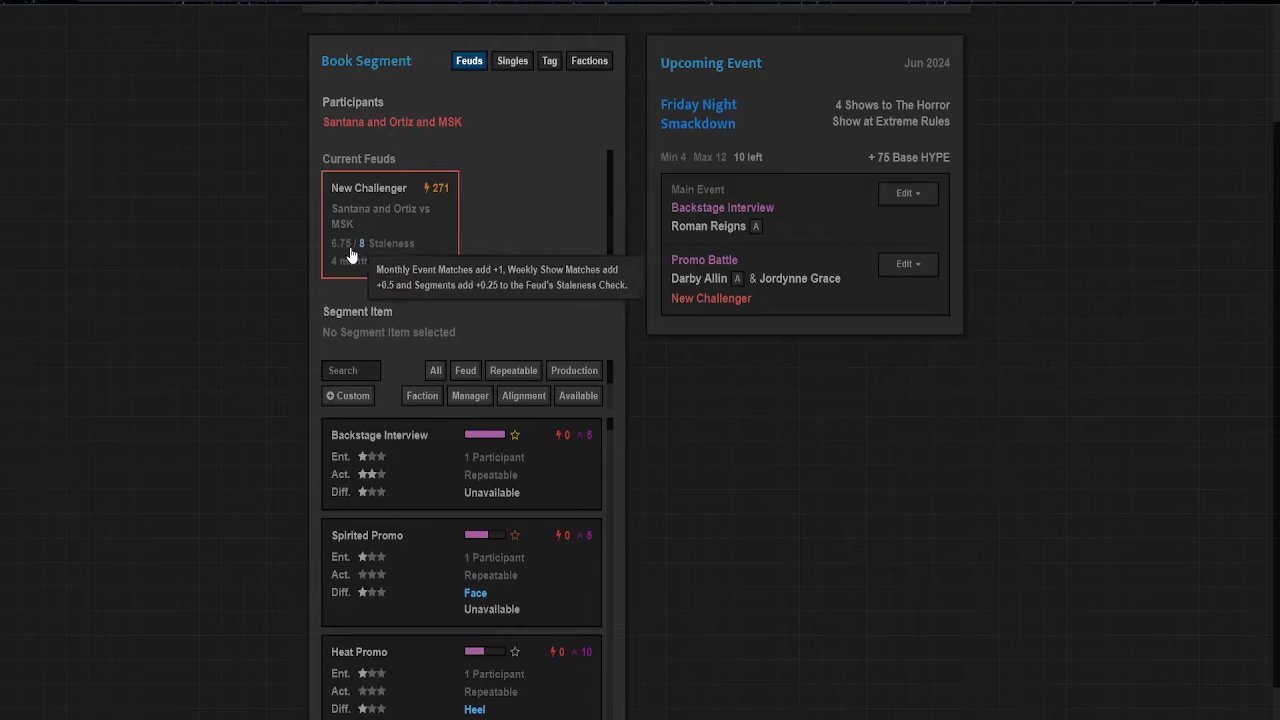 Book Segment
Feuds
Singles
Tag
Factions
Participants
Santana and Ortiz and MSK
Current Feuds
New Challenger
271
Santana and Ortiz vs
MSK
6.75 / 8 Staleness
4
Monthly Event Matches add +1, Weekly Show Matches add
+0.5 and Segments add +0.25 to the Feud's Staleness Check.
Segment Item
No Segment Item selected
Search
All
Feud
Repeatable
Production
Custom
Faction
Manager
Alignment
Available
Backstage Interview
0
5
Ent.
1 Participant
Act.
Repeatable
Diff.
Unavailable
Spirited Promo
0
5
Ent.
1 Participant
Act.
Repeatable
Diff.
Face
Unavailable
Heat Promo
0
10
Ent.
1 Participant
Act.
Repeatable
Diff.
Heel
Upcoming Event
Jun 2024
Friday Night
Smackdown
4 Shows to The Horror
Show at Extreme Rules
Min 4 Max 12 10 left
+ 75 Base HYPE
Main Event
Edit
Backstage Interview
Roman Reigns A
Promo Battle
Edit
Darby Allin A & Jordynne Grace
New Challenger